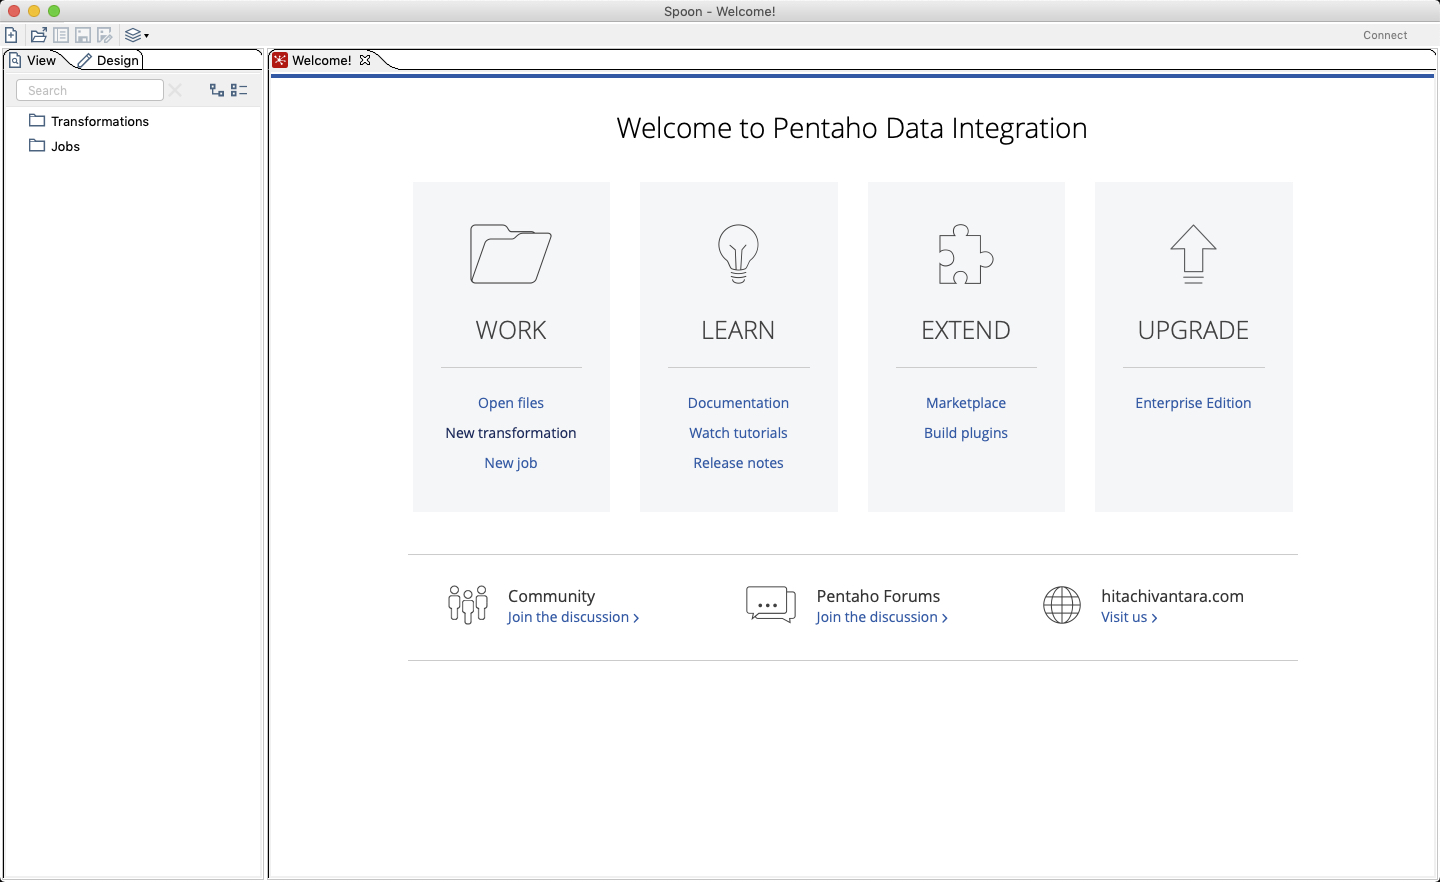 Spoon - Welcome!
Connect
View
Design
Welcome!
Search
Transformations
Jobs
Welcome to Pentaho Data Integration
WORK
Open files
New transformation
New job
LEARN
Documentation
Watch tutorials
Release notes
EXTEND
Marketplace
Build plugins
UPGRADE
Enterprise Edition
Community
Join the discussion >
Pentaho Forums
Join the discussion >
hitachivantara.com
Visit us >